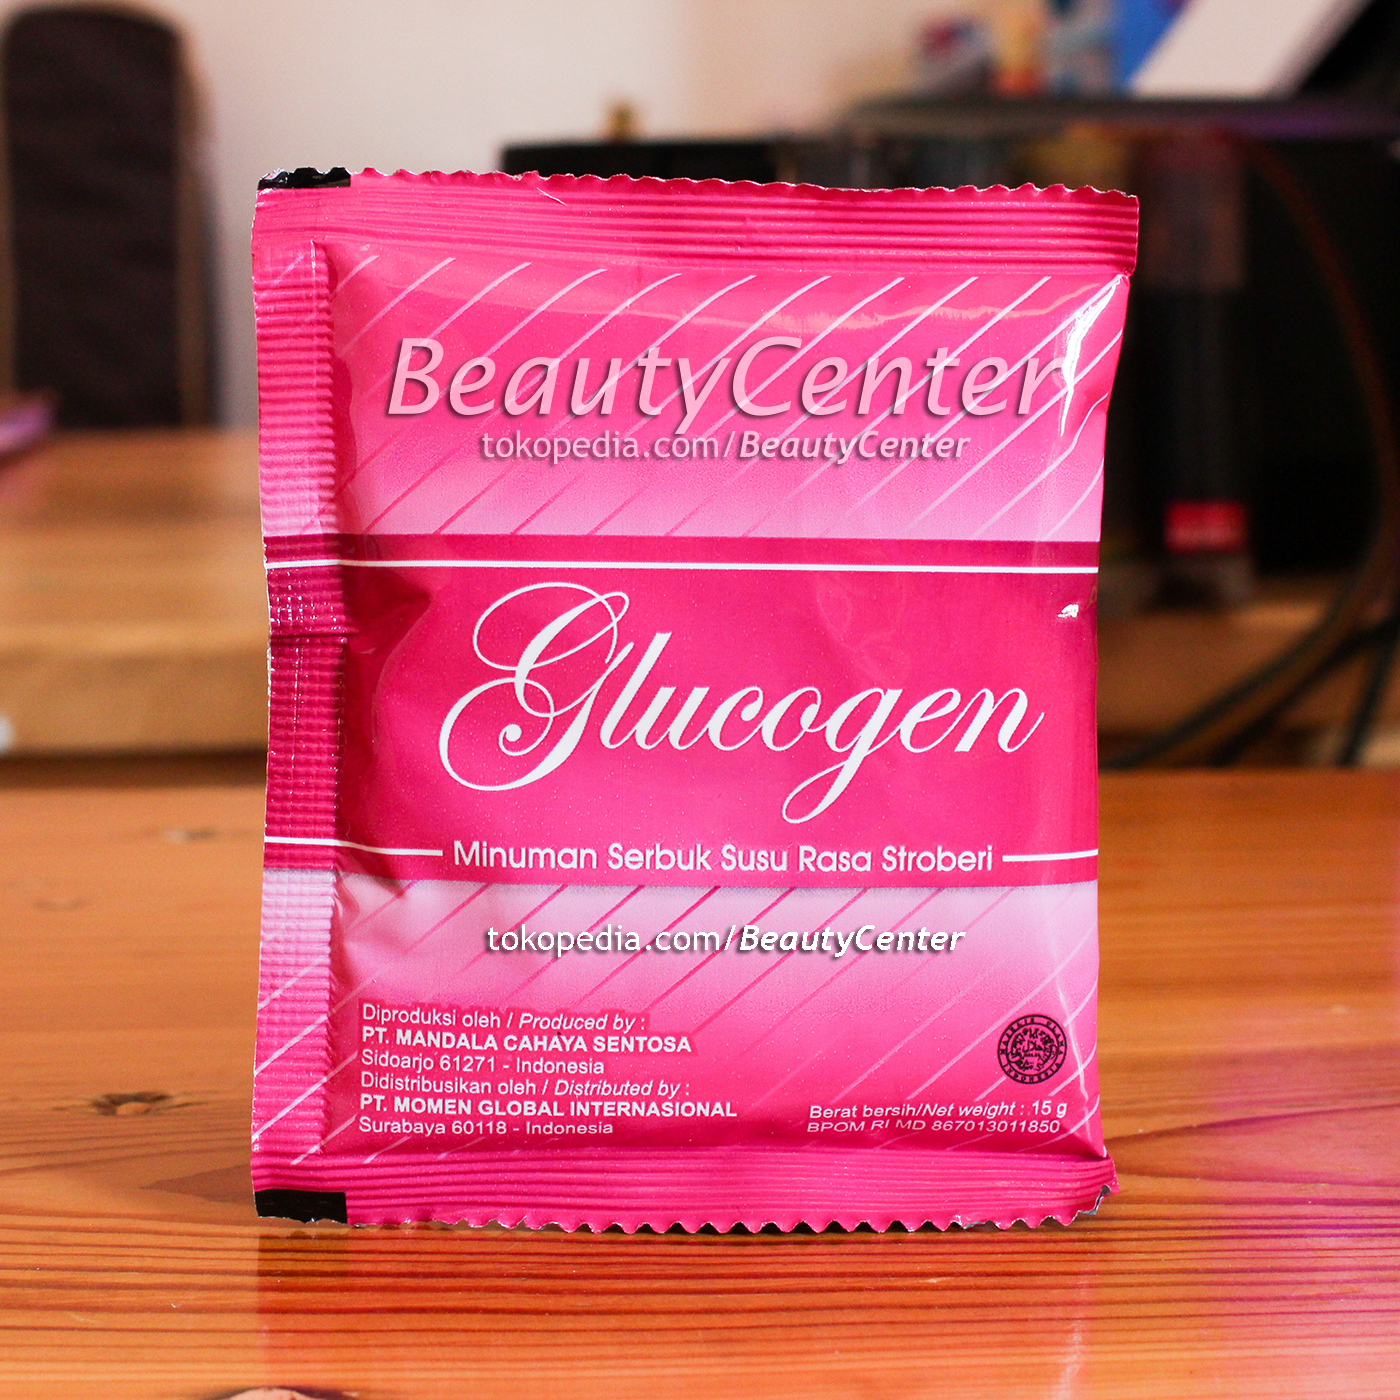 BeautyCenter
tokopedia.com/BeautyCenter
Glucogen
Minuman Serbuk Susu Rasa Stroberi
tokopedia.com/BeautyCenter
Diproduksi oleh / Produced by :
PT. MANDALA CAHAYA SENTOSA
Sidoarjo 61271 - Indonesia
Didistribusikan oleh / Distributed by :
PT. MOMEN GLOBAL INTERNASIONAL
Surabaya 60118 - Indonesia
Berat bersih/Net weight : 15 g
BPOM RI MD 867013011850